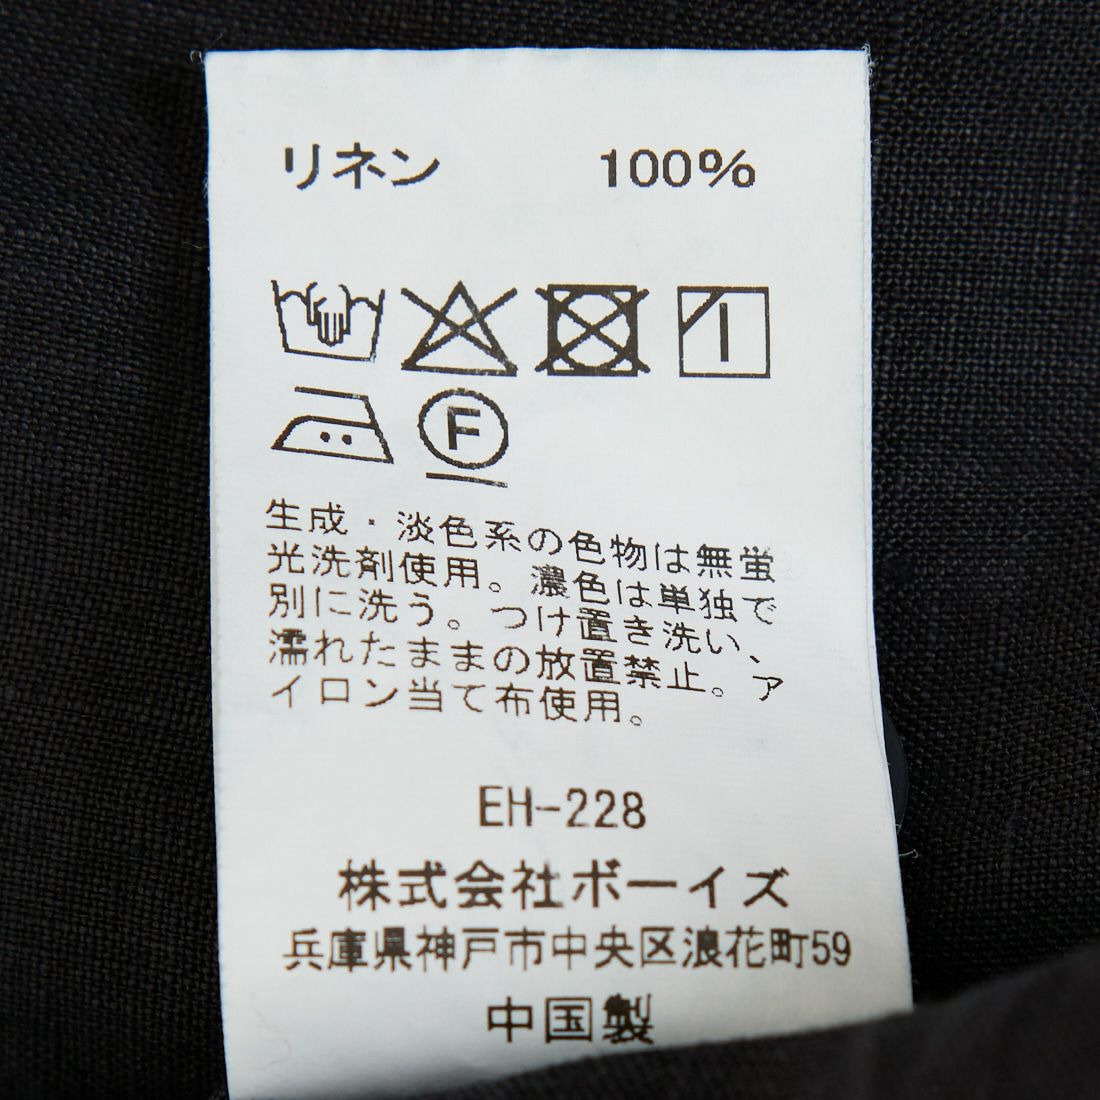 リネン 100%
F
生成・淡色系の色物は無蛍
光洗剤使用。濃色は単独で
別に洗う。つけ置き洗い、
濡れたままの放置禁止。ア
イロン当て布使用。
EH-228
株式会社ボーイズ
兵庫県神戸市中央区浪花町59
中国製